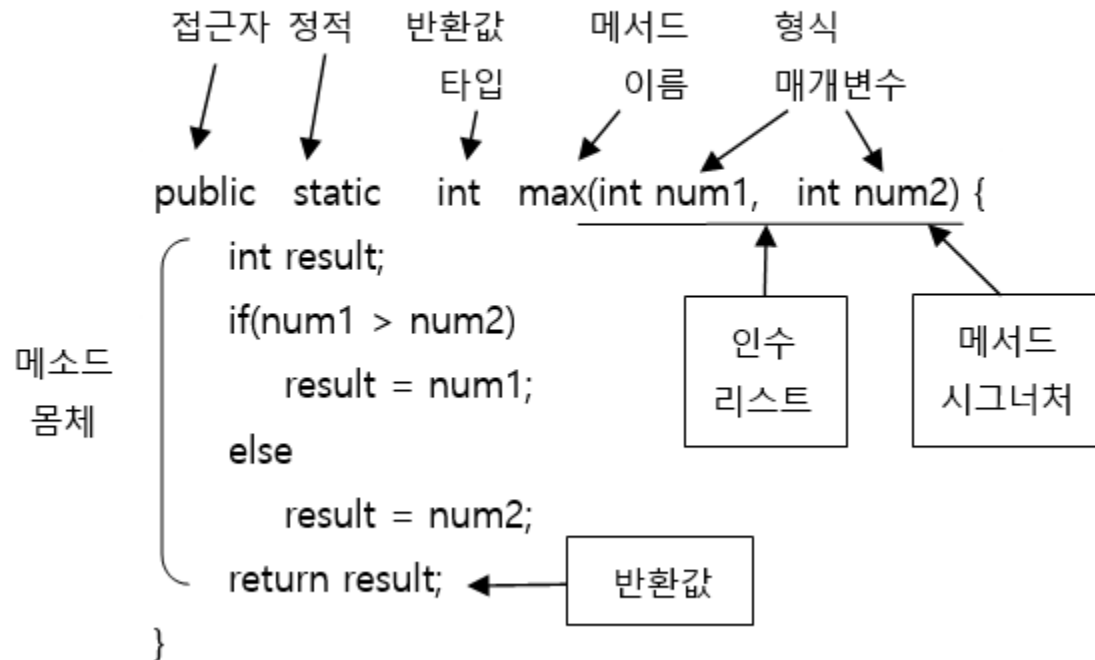 접근자 정적 반환값 메서드 형식
타입 이름 매개변수
public static int max(int num1, int num2) {
int result;
if(num1 > num2)
result = num1;
else
result = num2;
return result;
}
메소드
몸체
인수
리스트
메서드
시그너처
반환값